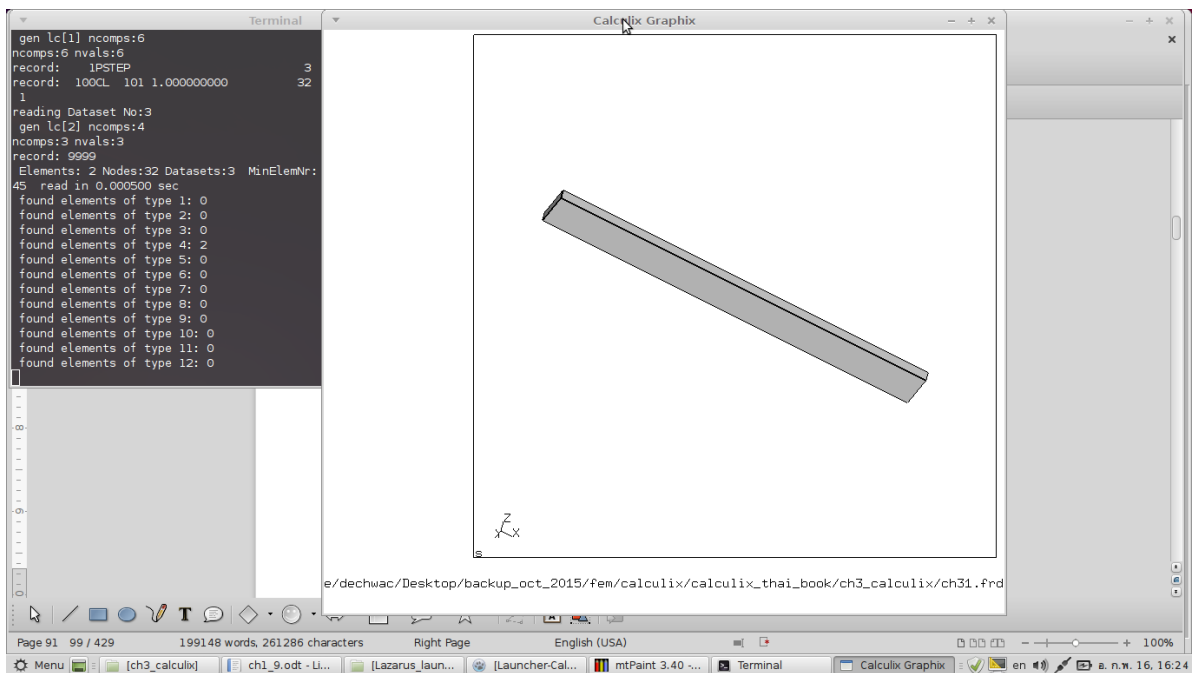 Terminal
gen lc[1] ncomps:6
ncomps:6 nvals:6
record:    1PSTEP                         3
record:  100CL  101 1.000000000          32
1
reading Dataset No:3
gen lc[2] ncomps:4
ncomps:3 nvals:3
record: 9999
Elements: 2 Nodes:32 Datasets:3  MinElemNr:
45  read in 0.000500 sec
found elements of type 1: 0
found elements of type 2: 0
found elements of type 3: 0
found elements of type 4: 2
found elements of type 5: 0
found elements of type 6: 0
found elements of type 7: 0
found elements of type 8: 0
found elements of type 9: 0
found elements of type 10: 0
found elements of type 11: 0
found elements of type 12: 0
Calculix Graphix
Z
Y X
s
e/dechwac/Desktop/backup_oct_2015/fem/calculix/calculix_thai_book/ch3_calculix/ch31.frd
8
9
T
Page 91 99 / 429 199148 words, 261286 characters Right Page English (USA) 100%
Menu [ch3_calculix] ch1_9.odt - Li... [Lazarus_laun... [Launcher-Cal... mtPaint 3.40 -... Terminal Calculix Graphix en อ. ก.พ. 16, 16:24